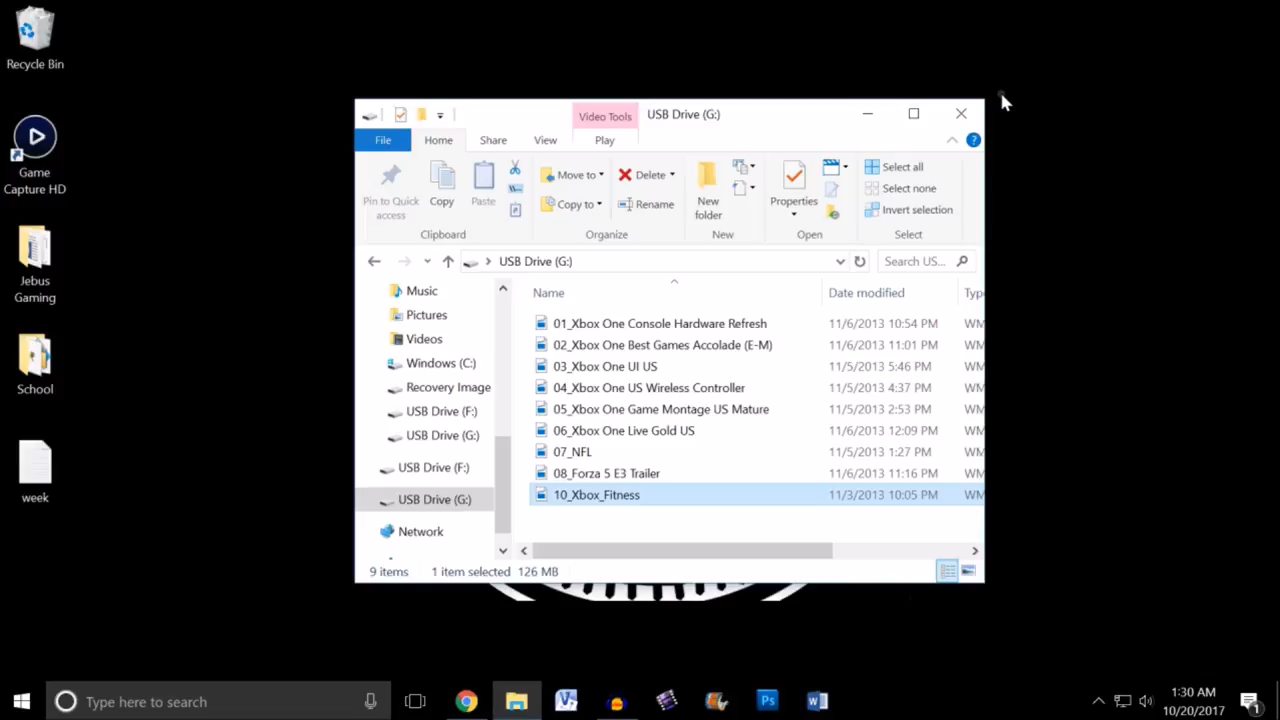 Recycle Bin
Game
Capture HD
Jebus
Gaming
School
week
Video Tools
USB Drive (G:)
File
Home
Share
View
Play
Pin to Quick
access
Copy
Paste
Clipboard
Move to
Copy to
Delete
Rename
Organize
New
folder
New
Properties
Open
Select all
Select none
Invert selection
Select
USB Drive (G:)
Search US...
Music
Pictures
Videos
Windows (C:)
Recovery Image
USB Drive (F:)
USB Drive (G:)
USB Drive (F:)
USB Drive (G:)
Network
Name Date modified Typ
01_Xbox One Console Hardware Refresh 11/6/2013 10:54 PM WM
02_Xbox One Best Games Accolade (E-M) 11/6/2013 11:01 PM WM
03_Xbox One UI US 11/5/2013 5:46 PM WM
04_Xbox One US Wireless Controller 11/5/2013 4:37 PM WM
05_Xbox One Game Montage US Mature 11/5/2013 2:53 PM WM
06_Xbox One Live Gold US 11/6/2013 12:09 PM WM
07_NFL 11/5/2013 1:27 PM WM
08_Forza 5 E3 Trailer 11/6/2013 11:16 PM WM
10_Xbox_Fitness 11/3/2013 10:05 PM WM
9 items 1 item selected 126 MB
Type here to search
Ps
1:30 AM
10/20/2017
1